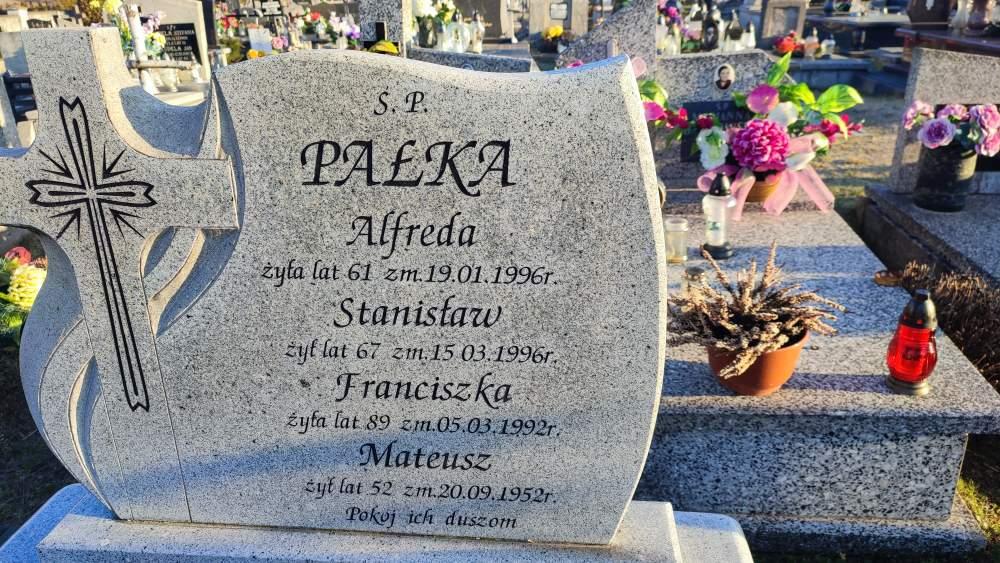 S. P.
PAŁKA
Alfreda
żyła lat 61 zm.19.01.1996r.
Stanisław
żył lat 67 zm.15 03.1996r.
Franciszka
żyła lat 89 zm.05.03.1992r.
Mateusz
żył lat 52 zm.20.09.1952r.
Pokój ich duszom